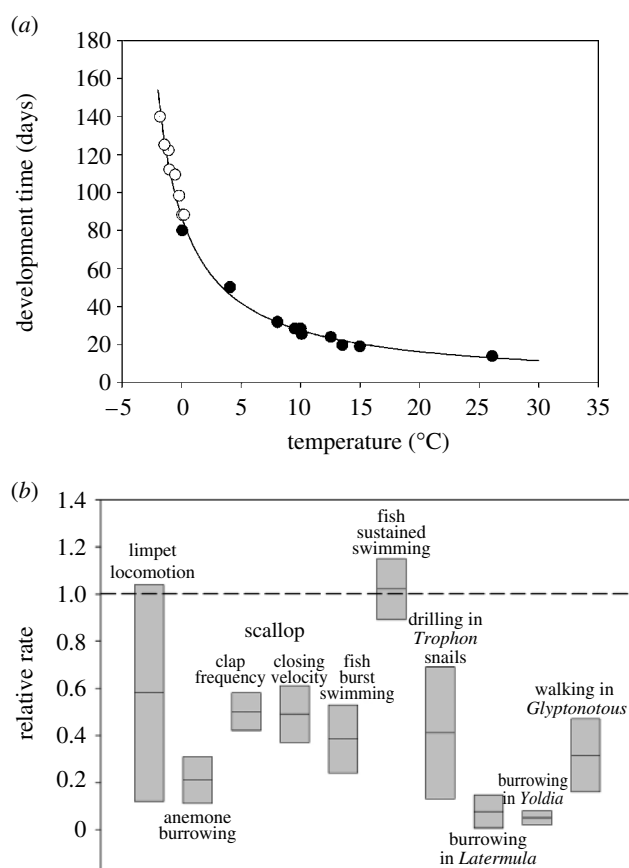 (a)
180
160
140
120
100
80
60
40
20
0
development time (days)
−5 0 5 10 15 20 25 30 35
temperature (°C)
(b)
1.4
1.2
1.0
0.8
0.6
0.4
0.2
0
relative rate
limpet
locomotion
anemone
burrowing
scallop
clap
frequency
closing
velocity
fish
burst
swimming
fish
sustained
swimming
drilling in
Trophon
snails
burrowing
in Latermula
burrowing
in Yoldia
walking in
Glyptonotous